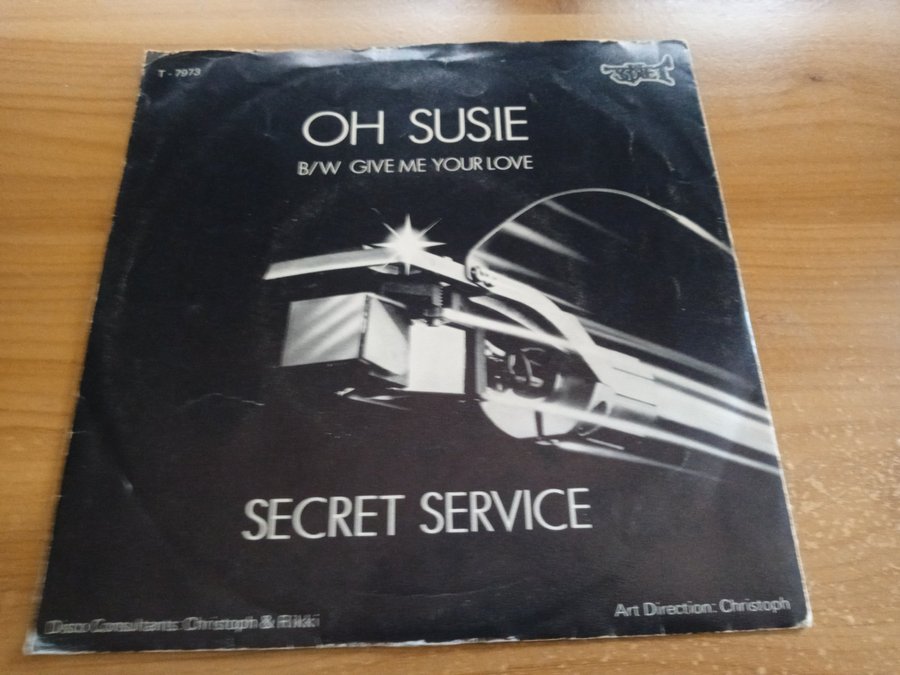 T - 7973
OH SUSIE
B/W GIVE ME YOUR LOVE
SECRET SERVICE
Disco Consultants: Christoph & Rikki
Art Direction: Christoph